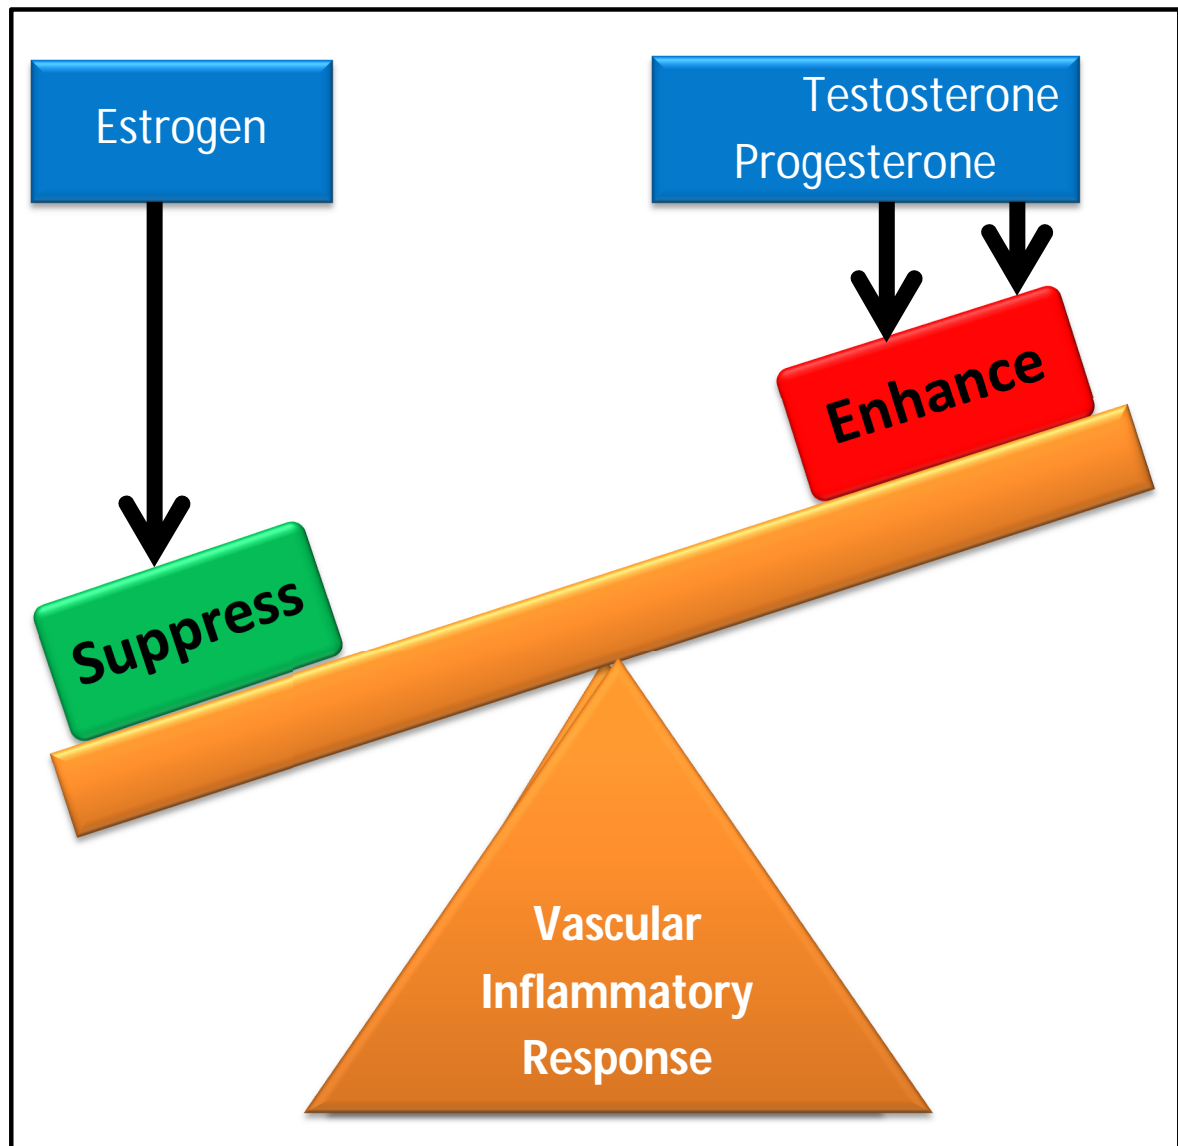 Estrogen
Testosterone
Progesterone
Enhance
Suppress
Vascular
Inflammatory
Response